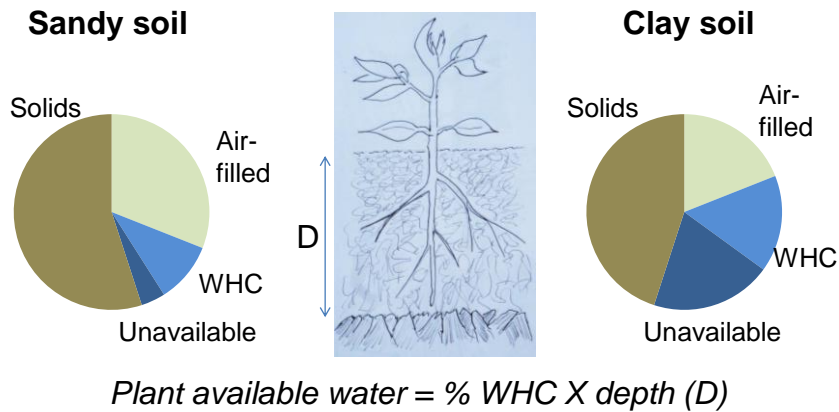 Sandy soil
Solids
Air-
filled
WHC
Unavailable
D
Clay soil
Solids
Air-
filled
WHC
Unavailable
Plant available water = % WHC X depth (D)